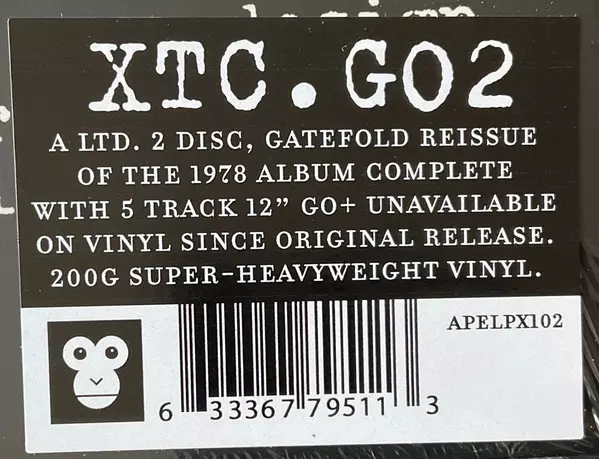 XTC.GO2
A LTD. 2 DISC, GATEFOLD REISSUE
OF THE 1978 ALBUM COMPLETE
WITH 5 TRACK 12” GO+ UNAVAILABLE
ON VINYL SINCE ORIGINAL RELEASE.
200G SUPER-HEAVYWEIGHT VINYL.
APELPX102
6 33367 79511 3